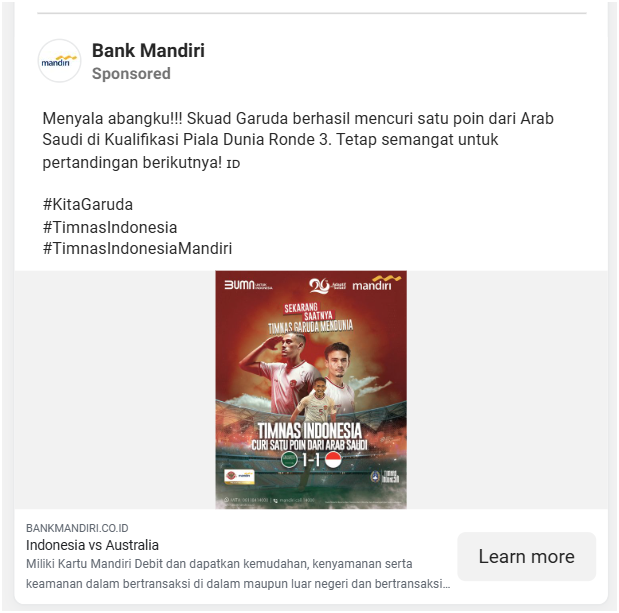 mandiri
Bank Mandiri
Sponsored
Menyala abangku!!! Skuad Garuda berhasil mencuri satu poin dari Arab
Saudi di Kualifikasi Piala Dunia Ronde 3. Tetap semangat untuk
pertandingan berikutnya! ɪᴅ
#KitaGaruda
#TimnasIndonesia
#TimnasIndonesiaMandiri
BUMN UNTUK INDONESIA
mandiri
SEKARANG
SAATNYA
TIMNAS GARUDA MENDUNIA
TIMNAS INDONESIA
CURI SATU POIN DARI ARAB SAUDI
1-1
BANKMANDIRI.CO.ID
Indonesia vs Australia
Miliki Kartu Mandiri Debit dan dapatkan kemudahan, kenyamanan serta
keamanan dalam bertransaksi di dalam maupun luar negeri dan bertransaksi...
Learn more